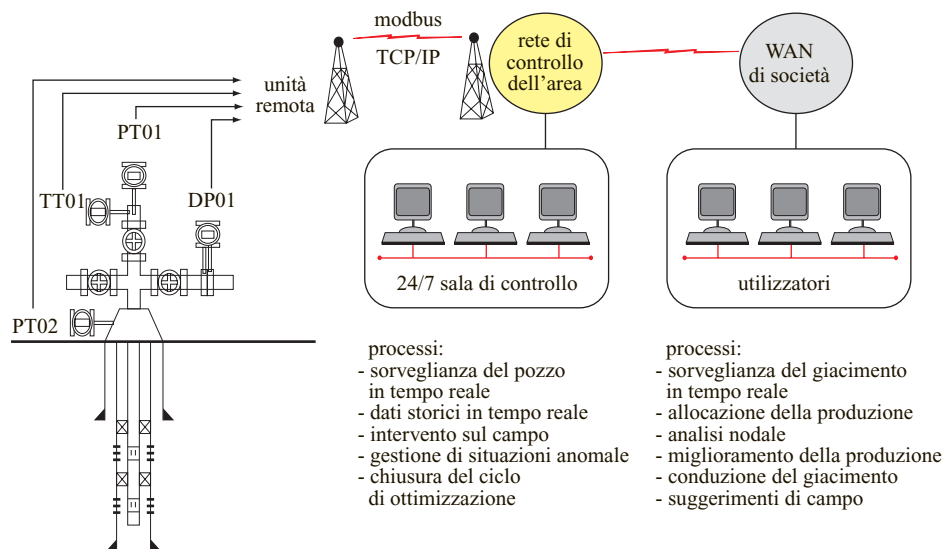 modbus
TCP/IP
unità
remota
rete di
controllo
dell'area
WAN
di società
PT01
TT01
DP01
PT02
24/7 sala di controllo
utilizzatori
processi:
- sorveglianza del pozzo
in tempo reale
- dati storici in tempo reale
- intervento sul campo
- gestione di situazioni anomale
- chiusura del ciclo
di ottimizzazione
processi:
- sorveglianza del giacimento
in tempo reale
- allocazione della produzione
- analisi nodale
- miglioramento della produzione
- conduzione del giacimento
- suggerimenti di campo